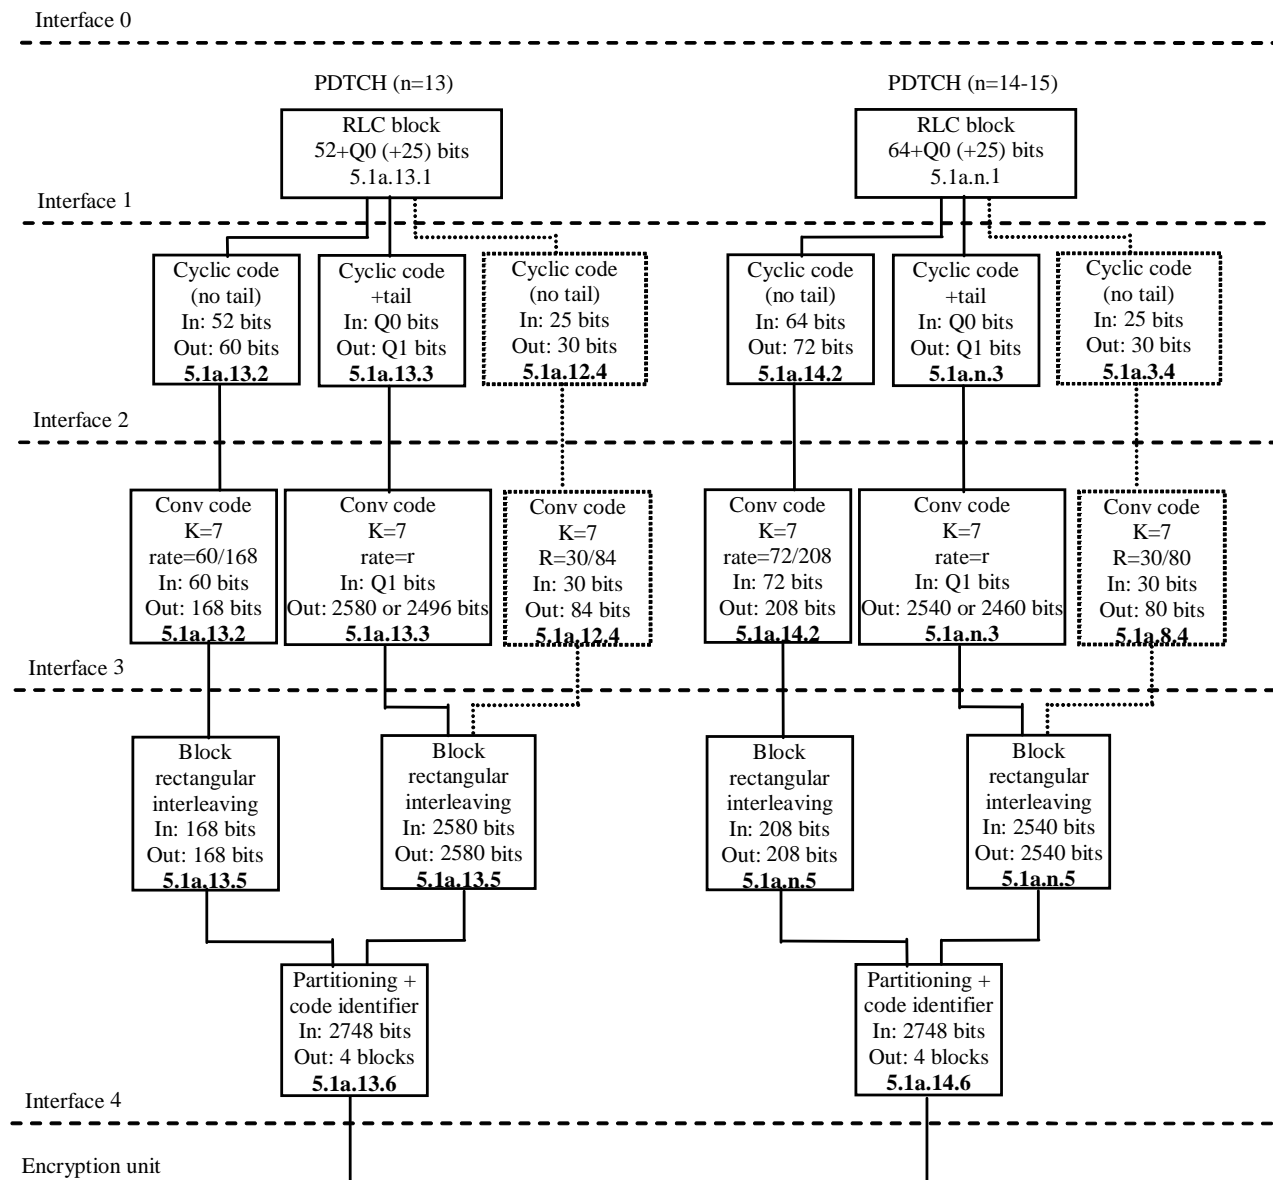 Interface 0
PDTCH (n=13)
PDTCH (n=14-15)
RLC block
52+Q0 (+25) bits
5.1a.13.1
RLC block
64+Q0 (+25) bits
5.1a.n.1
Interface 1
Cyclic code
(no tail)
In: 52 bits
Out: 60 bits
5.1a.13.2
Cyclic code
+tail
In: Q0 bits
Out: Q1 bits
5.1a.13.3
Cyclic code
(no tail)
In: 25 bits
Out: 30 bits
5.1a.12.4
Cyclic code
(no tail)
In: 64 bits
Out: 72 bits
5.1a.14.2
Cyclic code
+tail
In: Q0 bits
Out: Q1 bits
5.1a.n.3
Cyclic code
(no tail)
In: 25 bits
Out: 30 bits
5.1a.3.4
Interface 2
Conv code
K=7
rate=60/168
In: 60 bits
Out: 168 bits
5.1a.13.2
Conv code
K=7
rate=r
In: Q1 bits
Out: 2580 or 2496 bits
5.1a.13.3
Conv code
K=7
R=30/84
In: 30 bits
Out: 84 bits
5.1a.12.4
Conv code
K=7
rate=72/208
In: 72 bits
Out: 208 bits
5.1a.14.2
Conv code
K=7
rate=r
In: Q1 bits
Out: 2540 or 2460 bits
5.1a.n.3
Conv code
K=7
R=30/80
In: 30 bits
Out: 80 bits
5.1a.8.4
Interface 3
Block
rectangular
interleaving
In: 168 bits
Out: 168 bits
5.1a.13.5
Block
rectangular
interleaving
In: 2580 bits
Out: 2580 bits
5.1a.13.5
Block
rectangular
interleaving
In: 208 bits
Out: 208 bits
5.1a.n.5
Block
rectangular
interleaving
In: 2540 bits
Out: 2540 bits
5.1a.n.5
Partitioning +
code identifier
In: 2748 bits
Out: 4 blocks
5.1a.13.6
Partitioning +
code identifier
In: 2748 bits
Out: 4 blocks
5.1a.14.6
Interface 4
Encryption unit